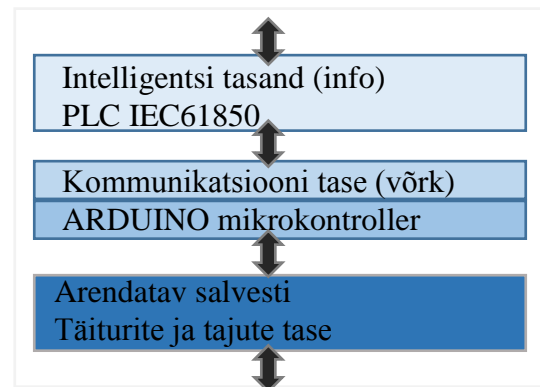 Intelligentsi tasand (info)
PLC IEC61850
Kommunikatsiooni tase (võrk)
ARDUINO mikrokontroller
Arendatav salvesti
Täiturite ja tajute tase